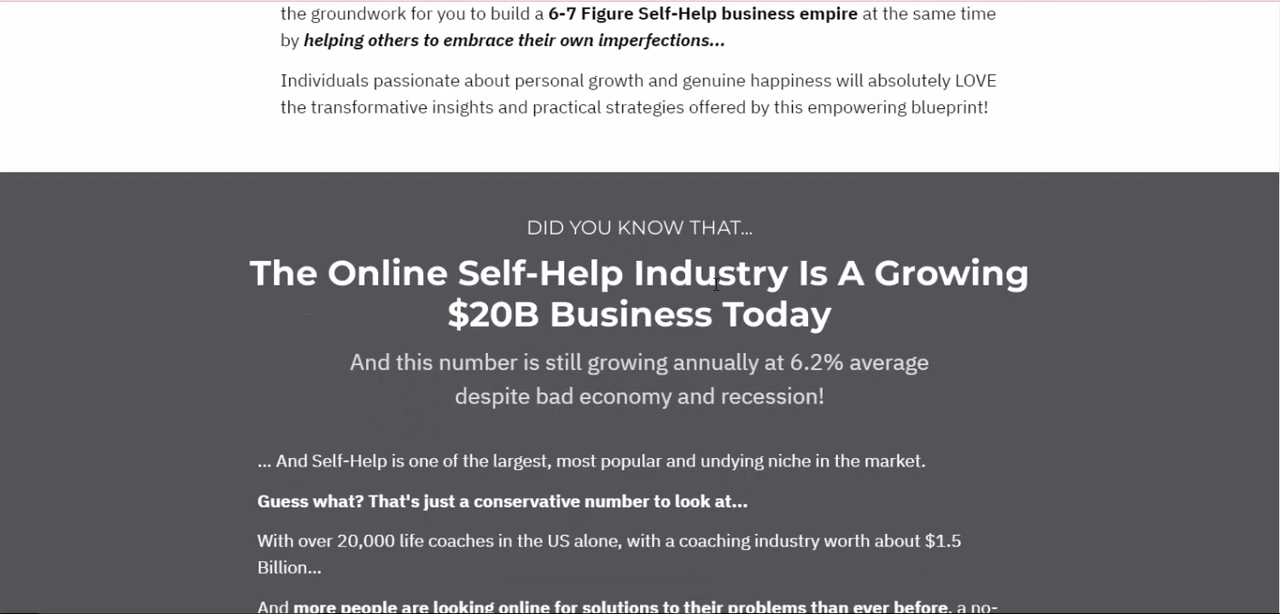 the groundwork for you to build a 6-7 Figure Self-Help business empire at the same time
by helping others to embrace their own imperfections...
Individuals passionate about personal growth and genuine happiness will absolutely LOVE
the transformative insights and practical strategies offered by this empowering blueprint!
DID YOU KNOW THAT...
The Online Self-Help Industry Is A Growing
$20B Business Today
And this number is still growing annually at 6.2% average
despite bad economy and recession!
... And Self-Help is one of the largest, most popular and undying niche in the market.
Guess what? That's just a conservative number to look at...
With over 20,000 life coaches in the US alone, with a coaching industry worth about $1.5
Billion...
And more people are looking online for solutions to their problems than ever before, a no-